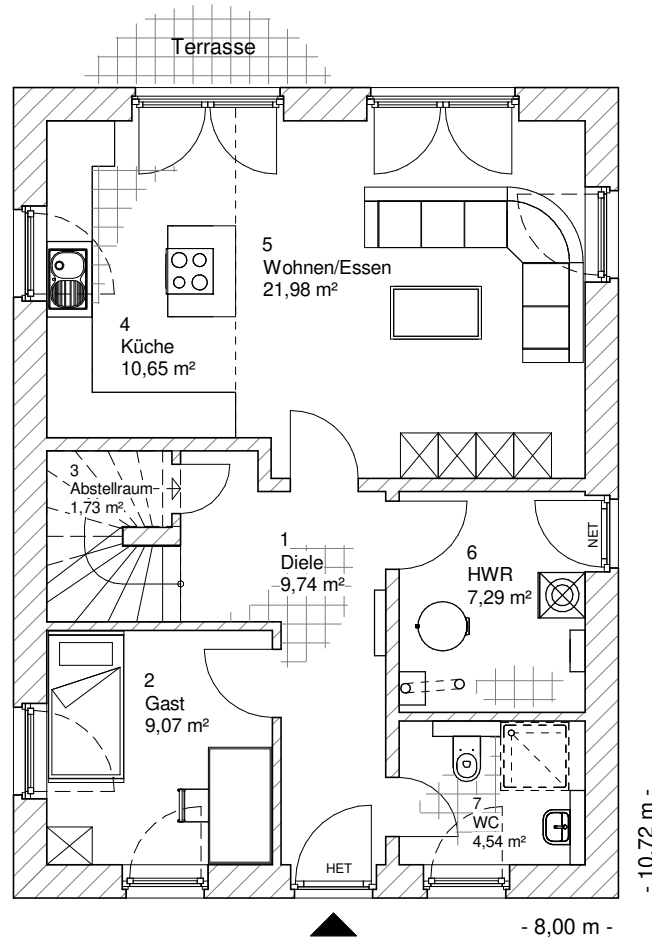 Terrasse
5
Wohnen/Essen
21,98 m²
4
Küche
10,65 m²
3
Abstellraum
1,73 m²
1
Diele
9,74 m²
6
HWR
7,29 m²
NET
2
Gast
9,07 m²
7
WC
4,54 m²
HET
- 10,72 m -
- 8,00 m -